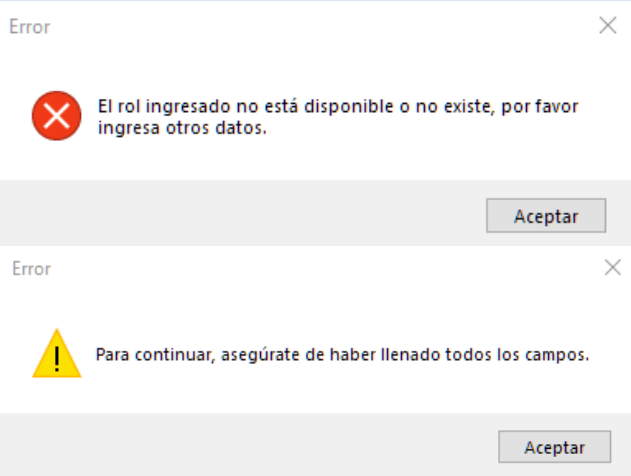 Error
El rol ingresado no está disponible o no existe, por favor
ingresa otros datos.
Aceptar
Error
Para continuar, asegúrate de haber llenado todos los campos.
Aceptar